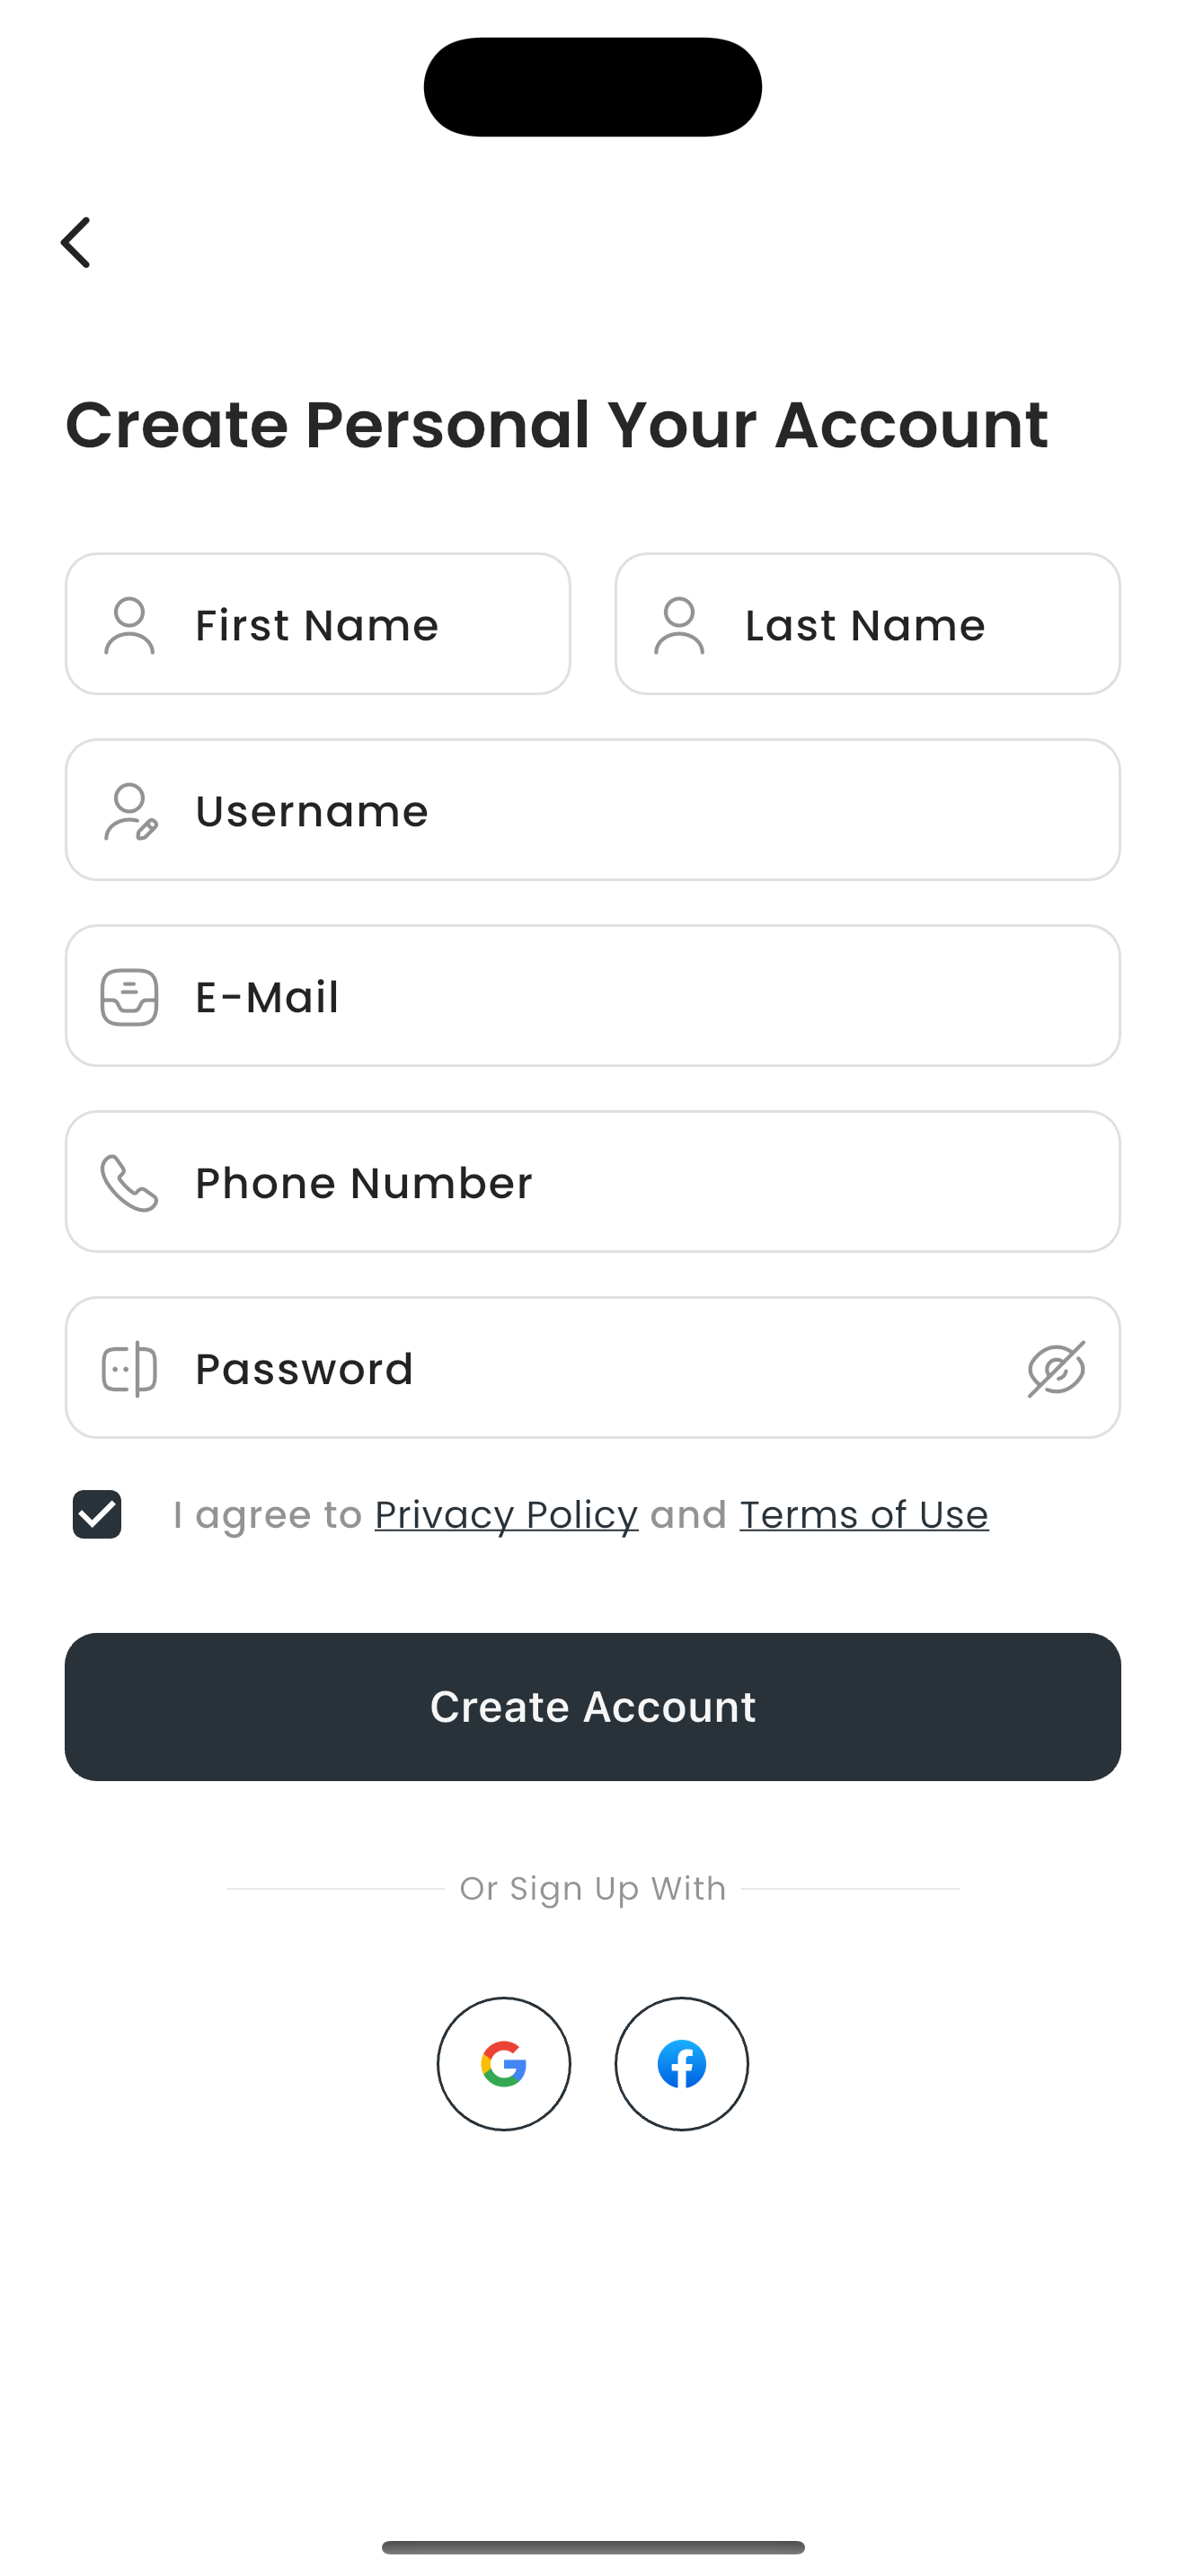 Create Personal Your Account
First Name
Last Name
Username
E-Mail
Phone Number
Password
I agree to Privacy Policy and Terms of Use
Create Account
Or Sign Up With